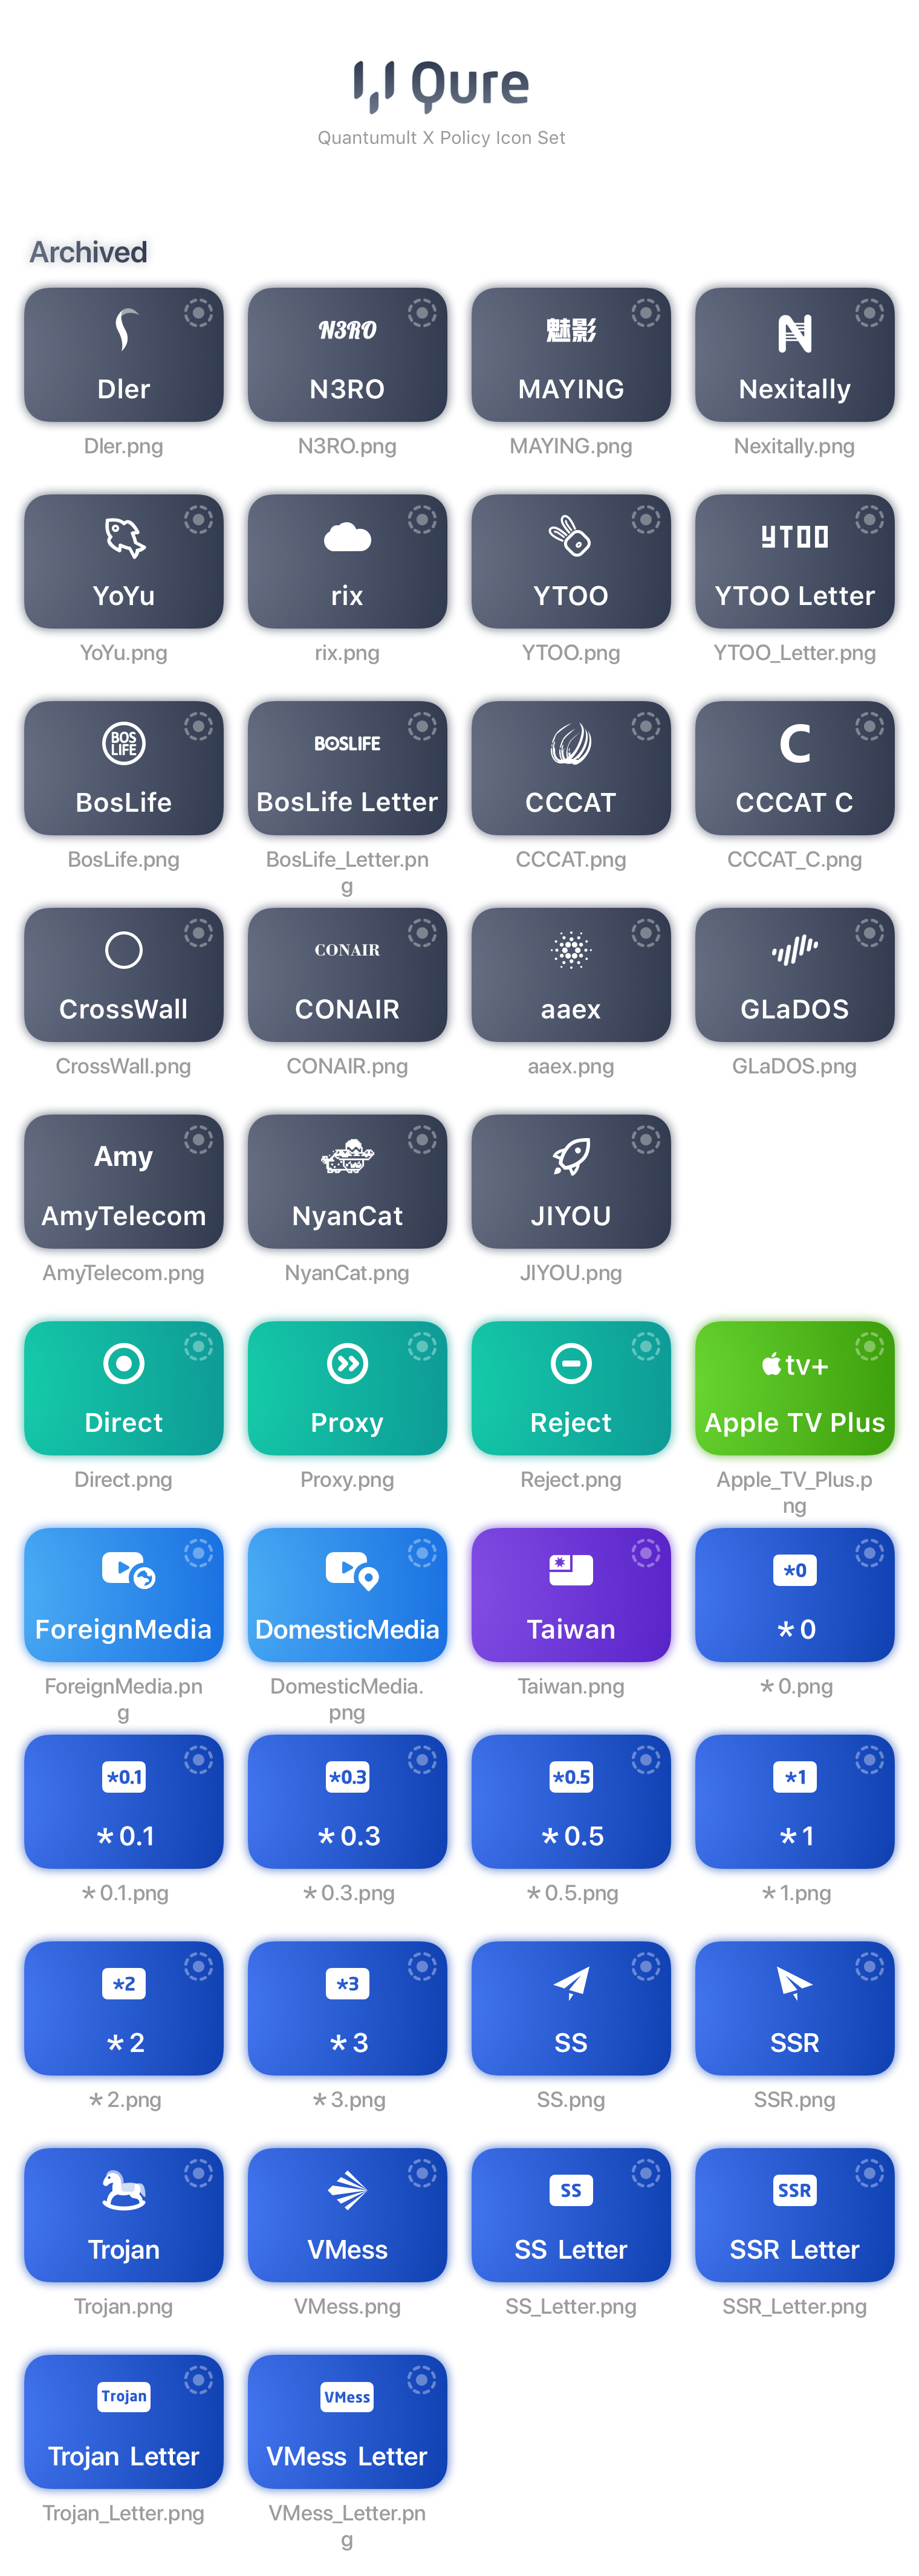 Qure
Quantumult X Policy Icon Set
Archived
N3RO 魅影 N
Dler N3RO MAYING Nexitally
Dler.png N3RO.png MAYING.png Nexitally.png
YTOO
YoYu rix YTOO YTOO Letter
YoYu.png rix.png YTOO.png YTOO_Letter.png
BOS
LIFE BOSLIFE C
BosLife BosLife Letter CCCAT CCCAT C
BosLife.png BosLife_Letter.pn CCCAT.png CCCAT_C.png
g
CONAIR
CrossWall CONAIR aaex GLaDOS
CrossWall.png CONAIR.png aaex.png GLaDOS.png
Amy
AmyTelecom NyanCat JIYOU
AmyTelecom.png NyanCat.png JIYOU.png
tv+
Direct Proxy Reject Apple TV Plus
Direct.png Proxy.png Reject.png Apple_TV_Plus.p
ng
*0
ForeignMedia DomesticMedia Taiwan *0
ForeignMedia.pn DomesticMedia. Taiwan.png *0.png
g png
*0.1 *0.3 *0.5 *1
*0.1 *0.3 *0.5 *1
*0.1.png *0.3.png *0.5.png *1.png
*2 *3
*2 *3 SS SSR
*2.png *3.png SS.png SSR.png
SS SSR
Trojan VMess SS Letter SSR Letter
Trojan.png VMess.png SS_Letter.png SSR_Letter.png
Trojan VMess
Trojan Letter VMess Letter
Trojan_Letter.png VMess_Letter.pn
g